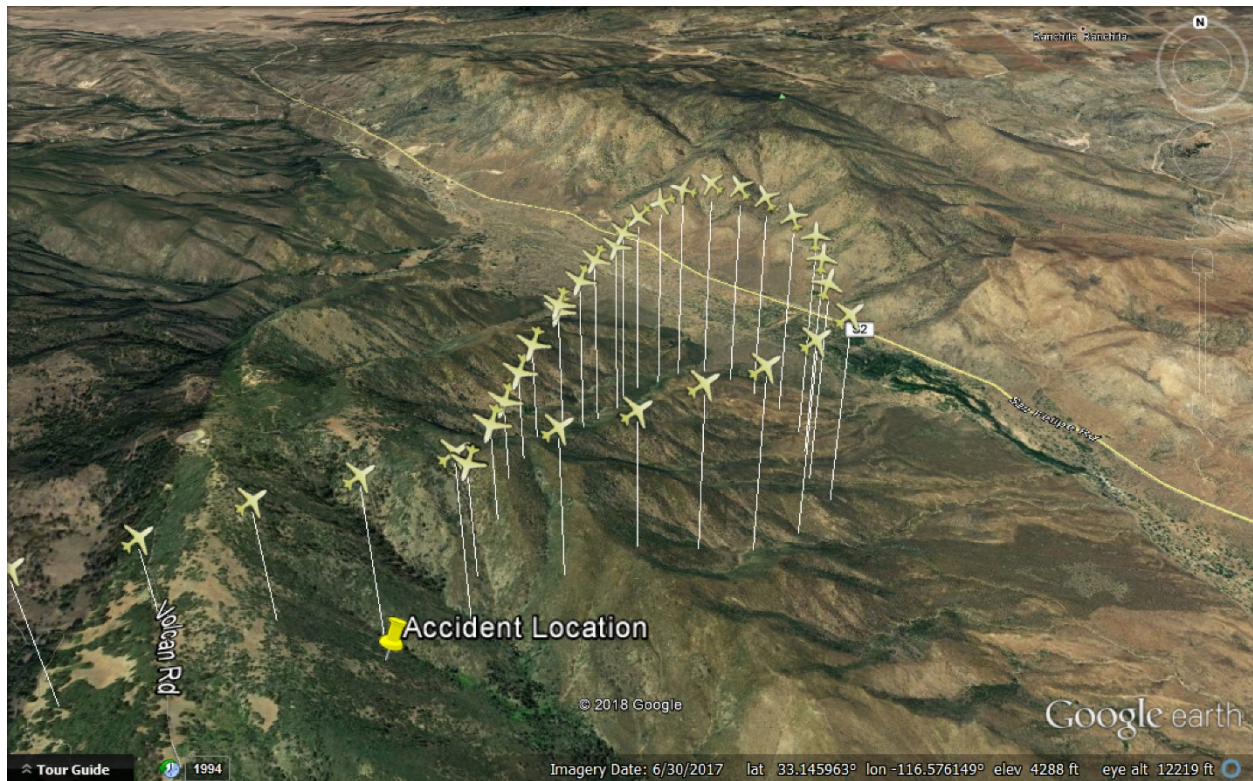 Ranchita Ranchita
N
S2
San Felipe Rd
Volcan Rd
Accident Location
© 2018 Google
Google earth
Tour Guide
1994
Imagery Date: 6/30/2017 lat 33.145963° lon -116.576149° elev 4288 ft eye alt 12219 ft